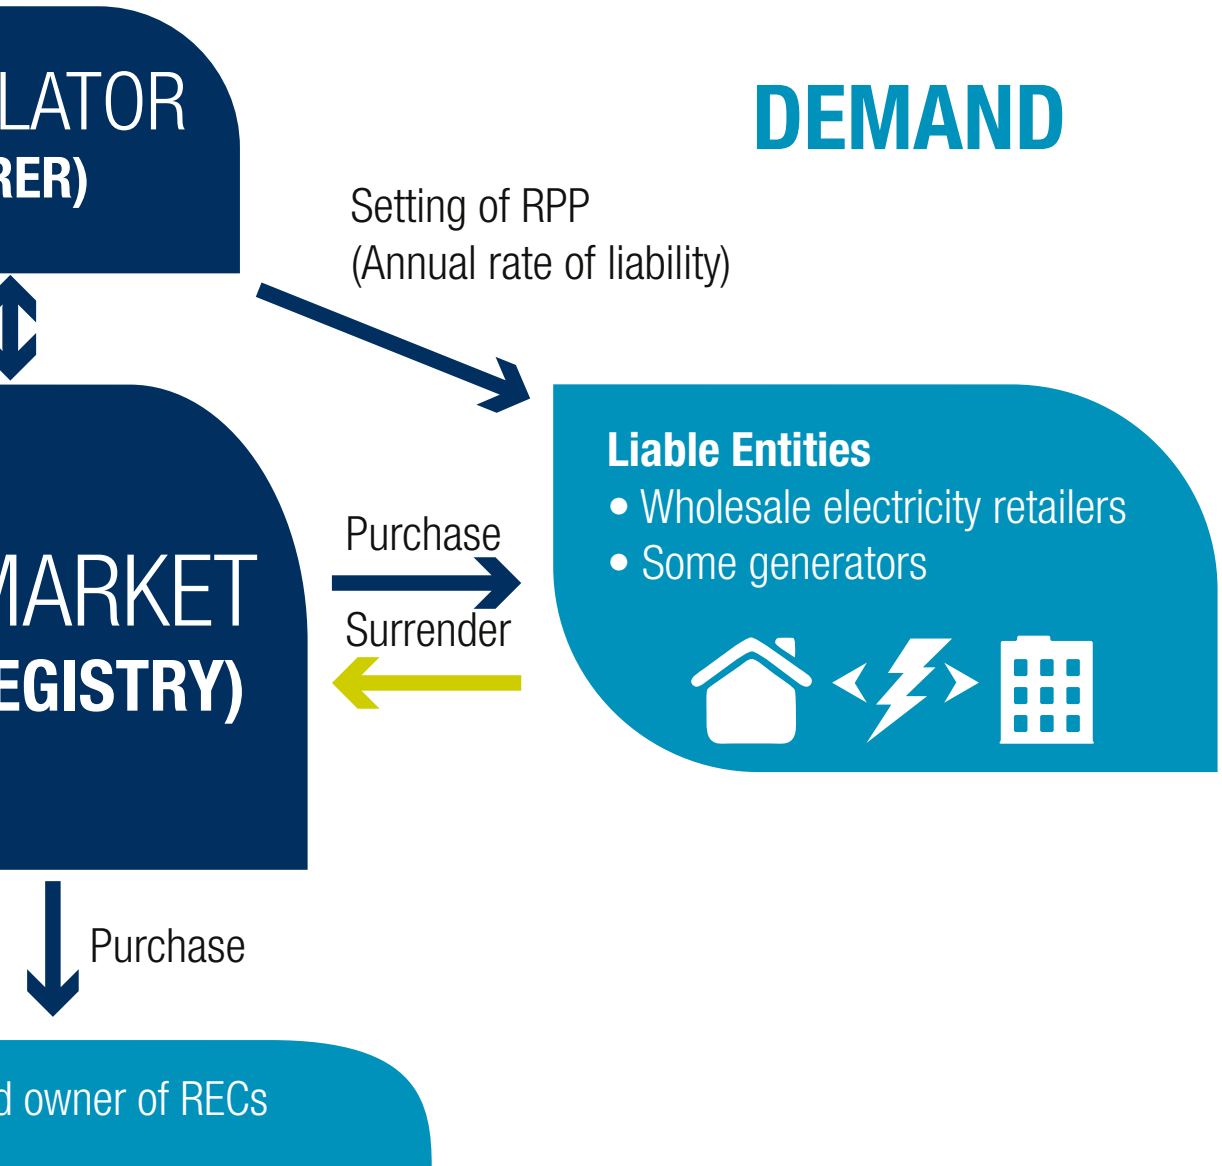 LATOR
RER)
DEMAND
Setting of RPP
(Annual rate of liability)
Liable Entities
• Wholesale electricity retailers
• Some generators
Purchase
Surrender
MARKET
EGISTRY)
Purchase
d owner of RECs